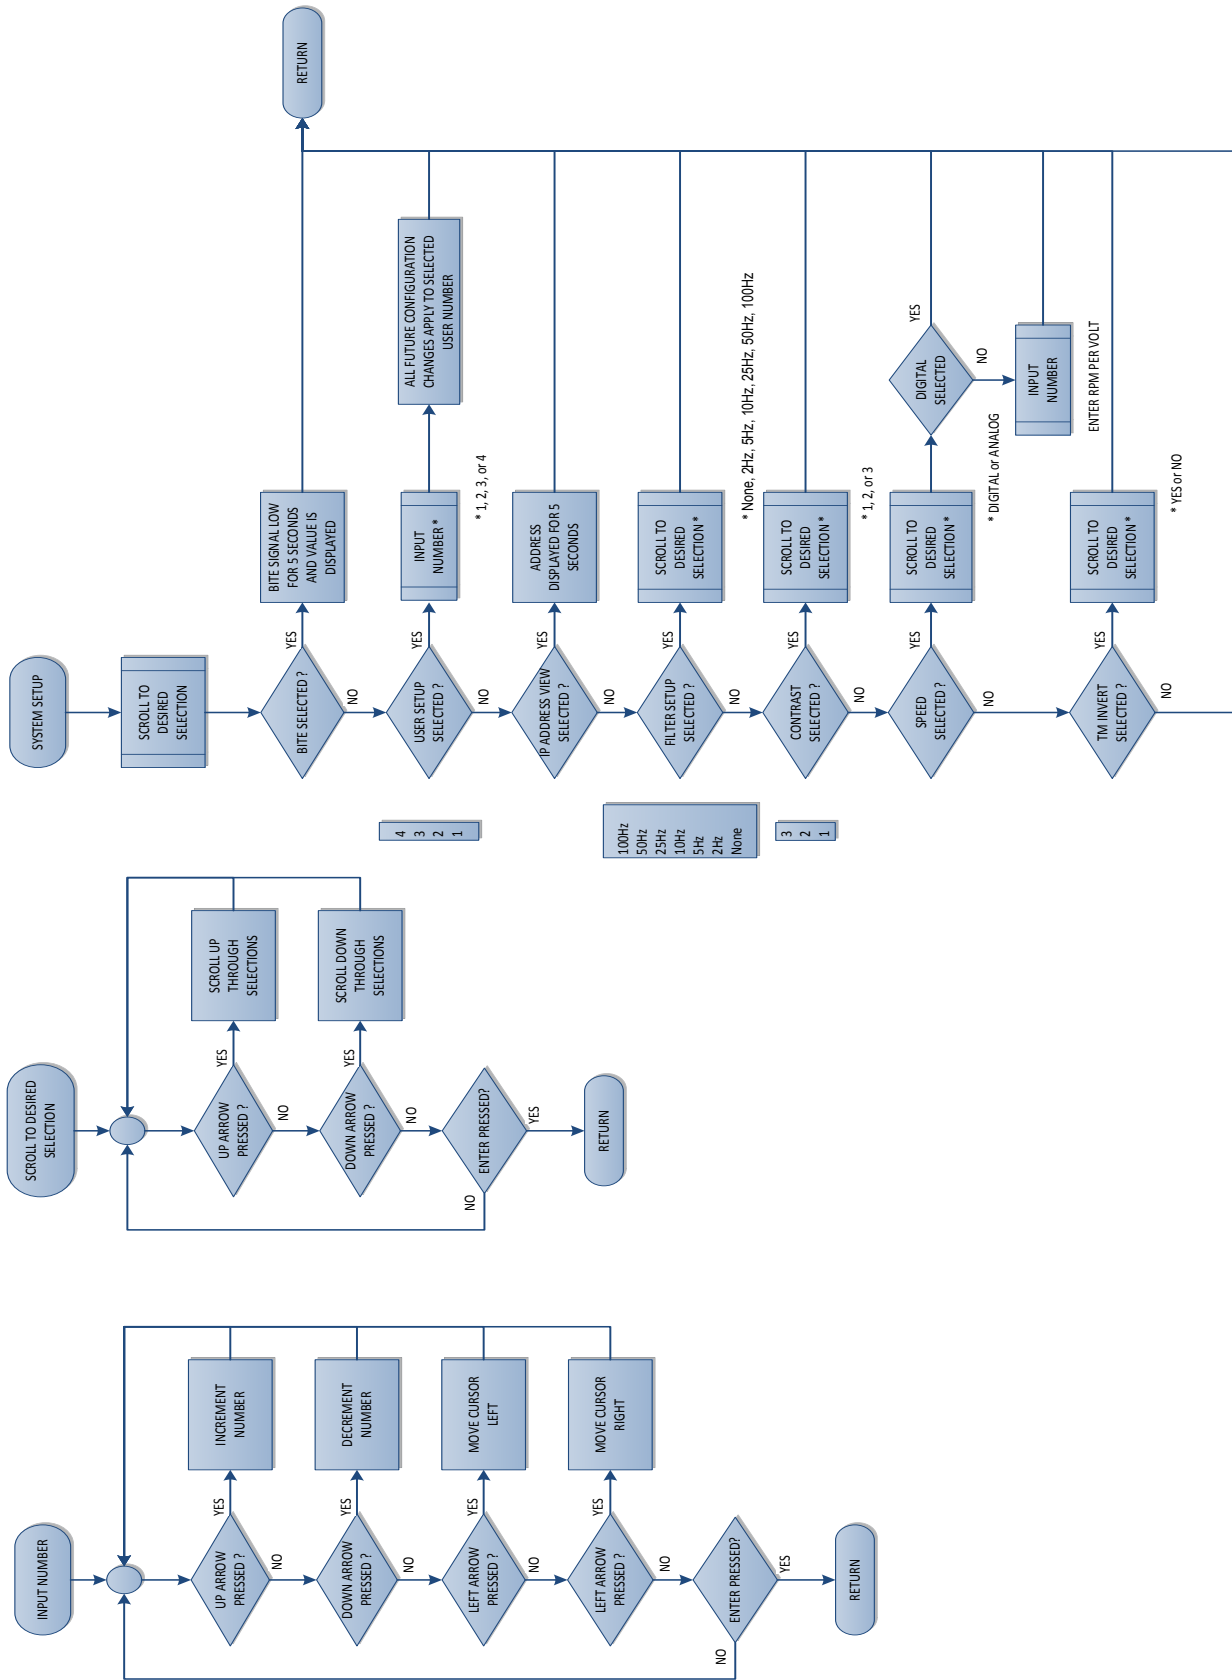 INPUT NUMBER
UP ARROW
PRESSED ?
YES
INCREMENT
NUMBER
NO
DOWN ARROW
PRESSED ?
YES
DECREMENT
NUMBER
NO
LEFT ARROW
PRESSED ?
YES
MOVE CURSOR
LEFT
NO
LEFT ARROW
PRESSED ?
YES
MOVE CURSOR
RIGHT
NO
ENTER PRESSED?
NO
YES
RETURN
SCROLL TO DESIRED
SELECTION
UP ARROW
PRESSED ?
YES
SCROLL UP
THROUGH
SELECTIONS
NO
DOWN ARROW
PRESSED ?
YES
SCROLL DOWN
THROUGH
SELECTIONS
NO
ENTER PRESSED?
NO
YES
RETURN
4
3
2
1
100Hz
50Hz
25Hz
10Hz
5Hz
2Hz
None
3
2
1
SYSTEM SETUP
SCROLL TO
DESIRED
SELECTION
BITE SELECTED ?
YES
BITE SIGNAL LOW
FOR 5 SECONDS
AND VALUE IS
DISPLAYED
RETURN
NO
USER SETUP
SELECTED ?
YES
INPUT
NUMBER *
* 1, 2, 3, or 4
ALL FUTURE CONFIGURATION
CHANGES APPLY TO SELECTED
USER NUMBER
NO
IP ADDRESS VIEW
SELECTED ?
YES
ADDRESS
DISPLAYED FOR 5
SECONDS
NO
FILTER SETUP
SELECTED ?
YES
SCROLL TO
DESIRED
SELECTION *
* None, 2Hz, 5Hz, 10Hz, 25Hz, 50Hz, 100Hz
NO
CONTRAST
SELECTED ?
YES
SCROLL TO
DESIRED
SELECTION *
* 1, 2, or 3
NO
SPEED
SELECTED ?
YES
SCROLL TO
DESIRED
SELECTION *
* DIGITAL or ANALOG
DIGITAL
SELECTED
YES
NO
INPUT
NUMBER
ENTER RPM PER VOLT
NO
TM INVERT
SELECTED ?
YES
SCROLL TO
DESIRED
SELECTION *
* YES or NO
NO